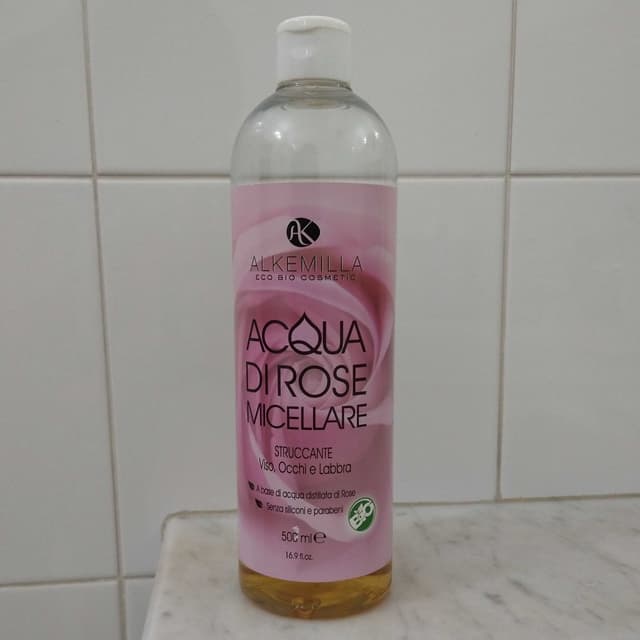 AK
ALKEMILLA
ECO BIO COSMETIC
ACQUA
DI ROSE
MICELLARE
STRUCCANTE
Viso, Occhi e Labbra
A base di acqua distillata di Rose
Senza siliconi e parabeni
BIO
500 ml e
16.9 fl.oz.